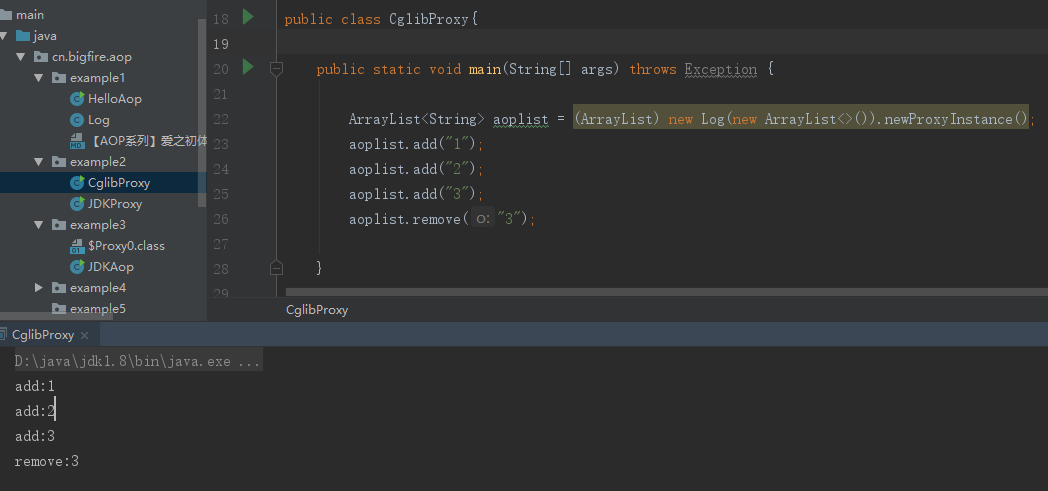 main
java
cn.bigfire.aop
example1
HelloAop
Log
【AOP系列】爱之初体
example2
CglibProxy
JDKProxy
example3
$Proxy0.class
JDKAop
example4
example5
18 public class CglibProxy{
19
20 public static void main(String[] args) throws Exception {
21
22 ArrayList<String> aoplist = (ArrayList) new Log(new ArrayList<>()).newProxyInstance();
23 aoplist.add("1");
24 aoplist.add("2");
25 aoplist.add("3");
26 aoplist.remove( o: "3");
27
28 }
29
CglibProxy
CglibProxy ×
D:\java\jdk1.8\bin\java.exe ...
add:1
add:2
add:3
remove:3